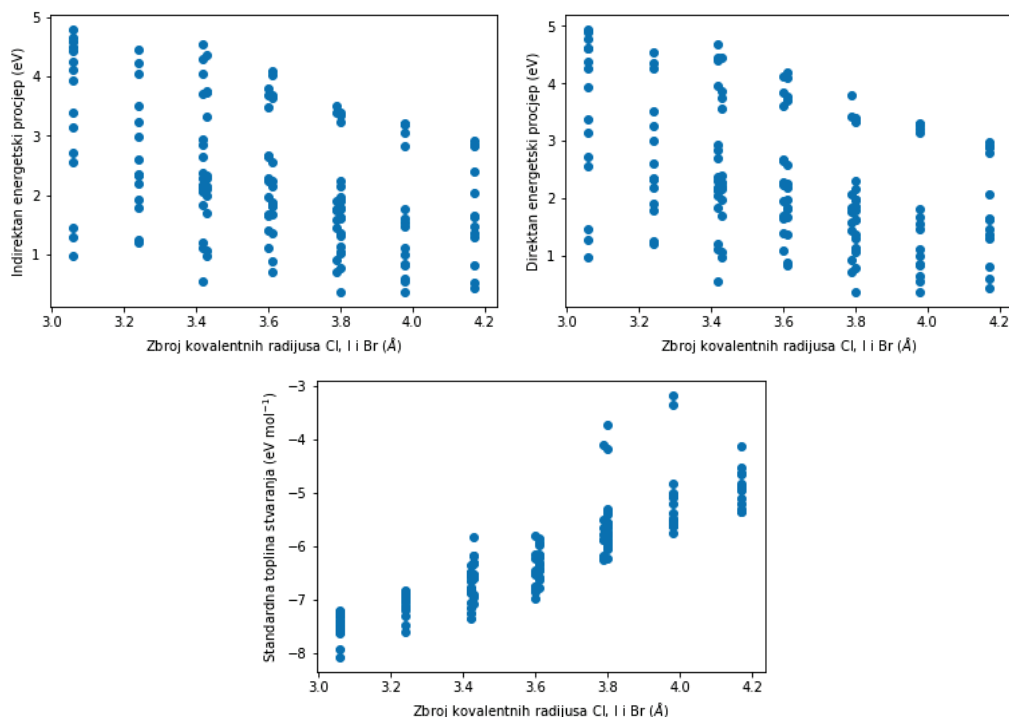 Indirektan energetski procjep (eV)
5
4
3
2
1
3.0 3.2 3.4 3.6 3.8 4.0 4.2
Zbroj kovalentnih radijusa Cl, I i Br (Å)
Direktan energetski procjep (eV)
5
4
3
2
1
3.0 3.2 3.4 3.6 3.8 4.0 4.2
Zbroj kovalentnih radijusa Cl, I i Br (Å)
Standardna toplina stvaranja (eV mol⁻¹)
−3
−4
−5
−6
−7
−8
3.0 3.2 3.4 3.6 3.8 4.0 4.2
Zbroj kovalentnih radijusa Cl, I i Br (Å)